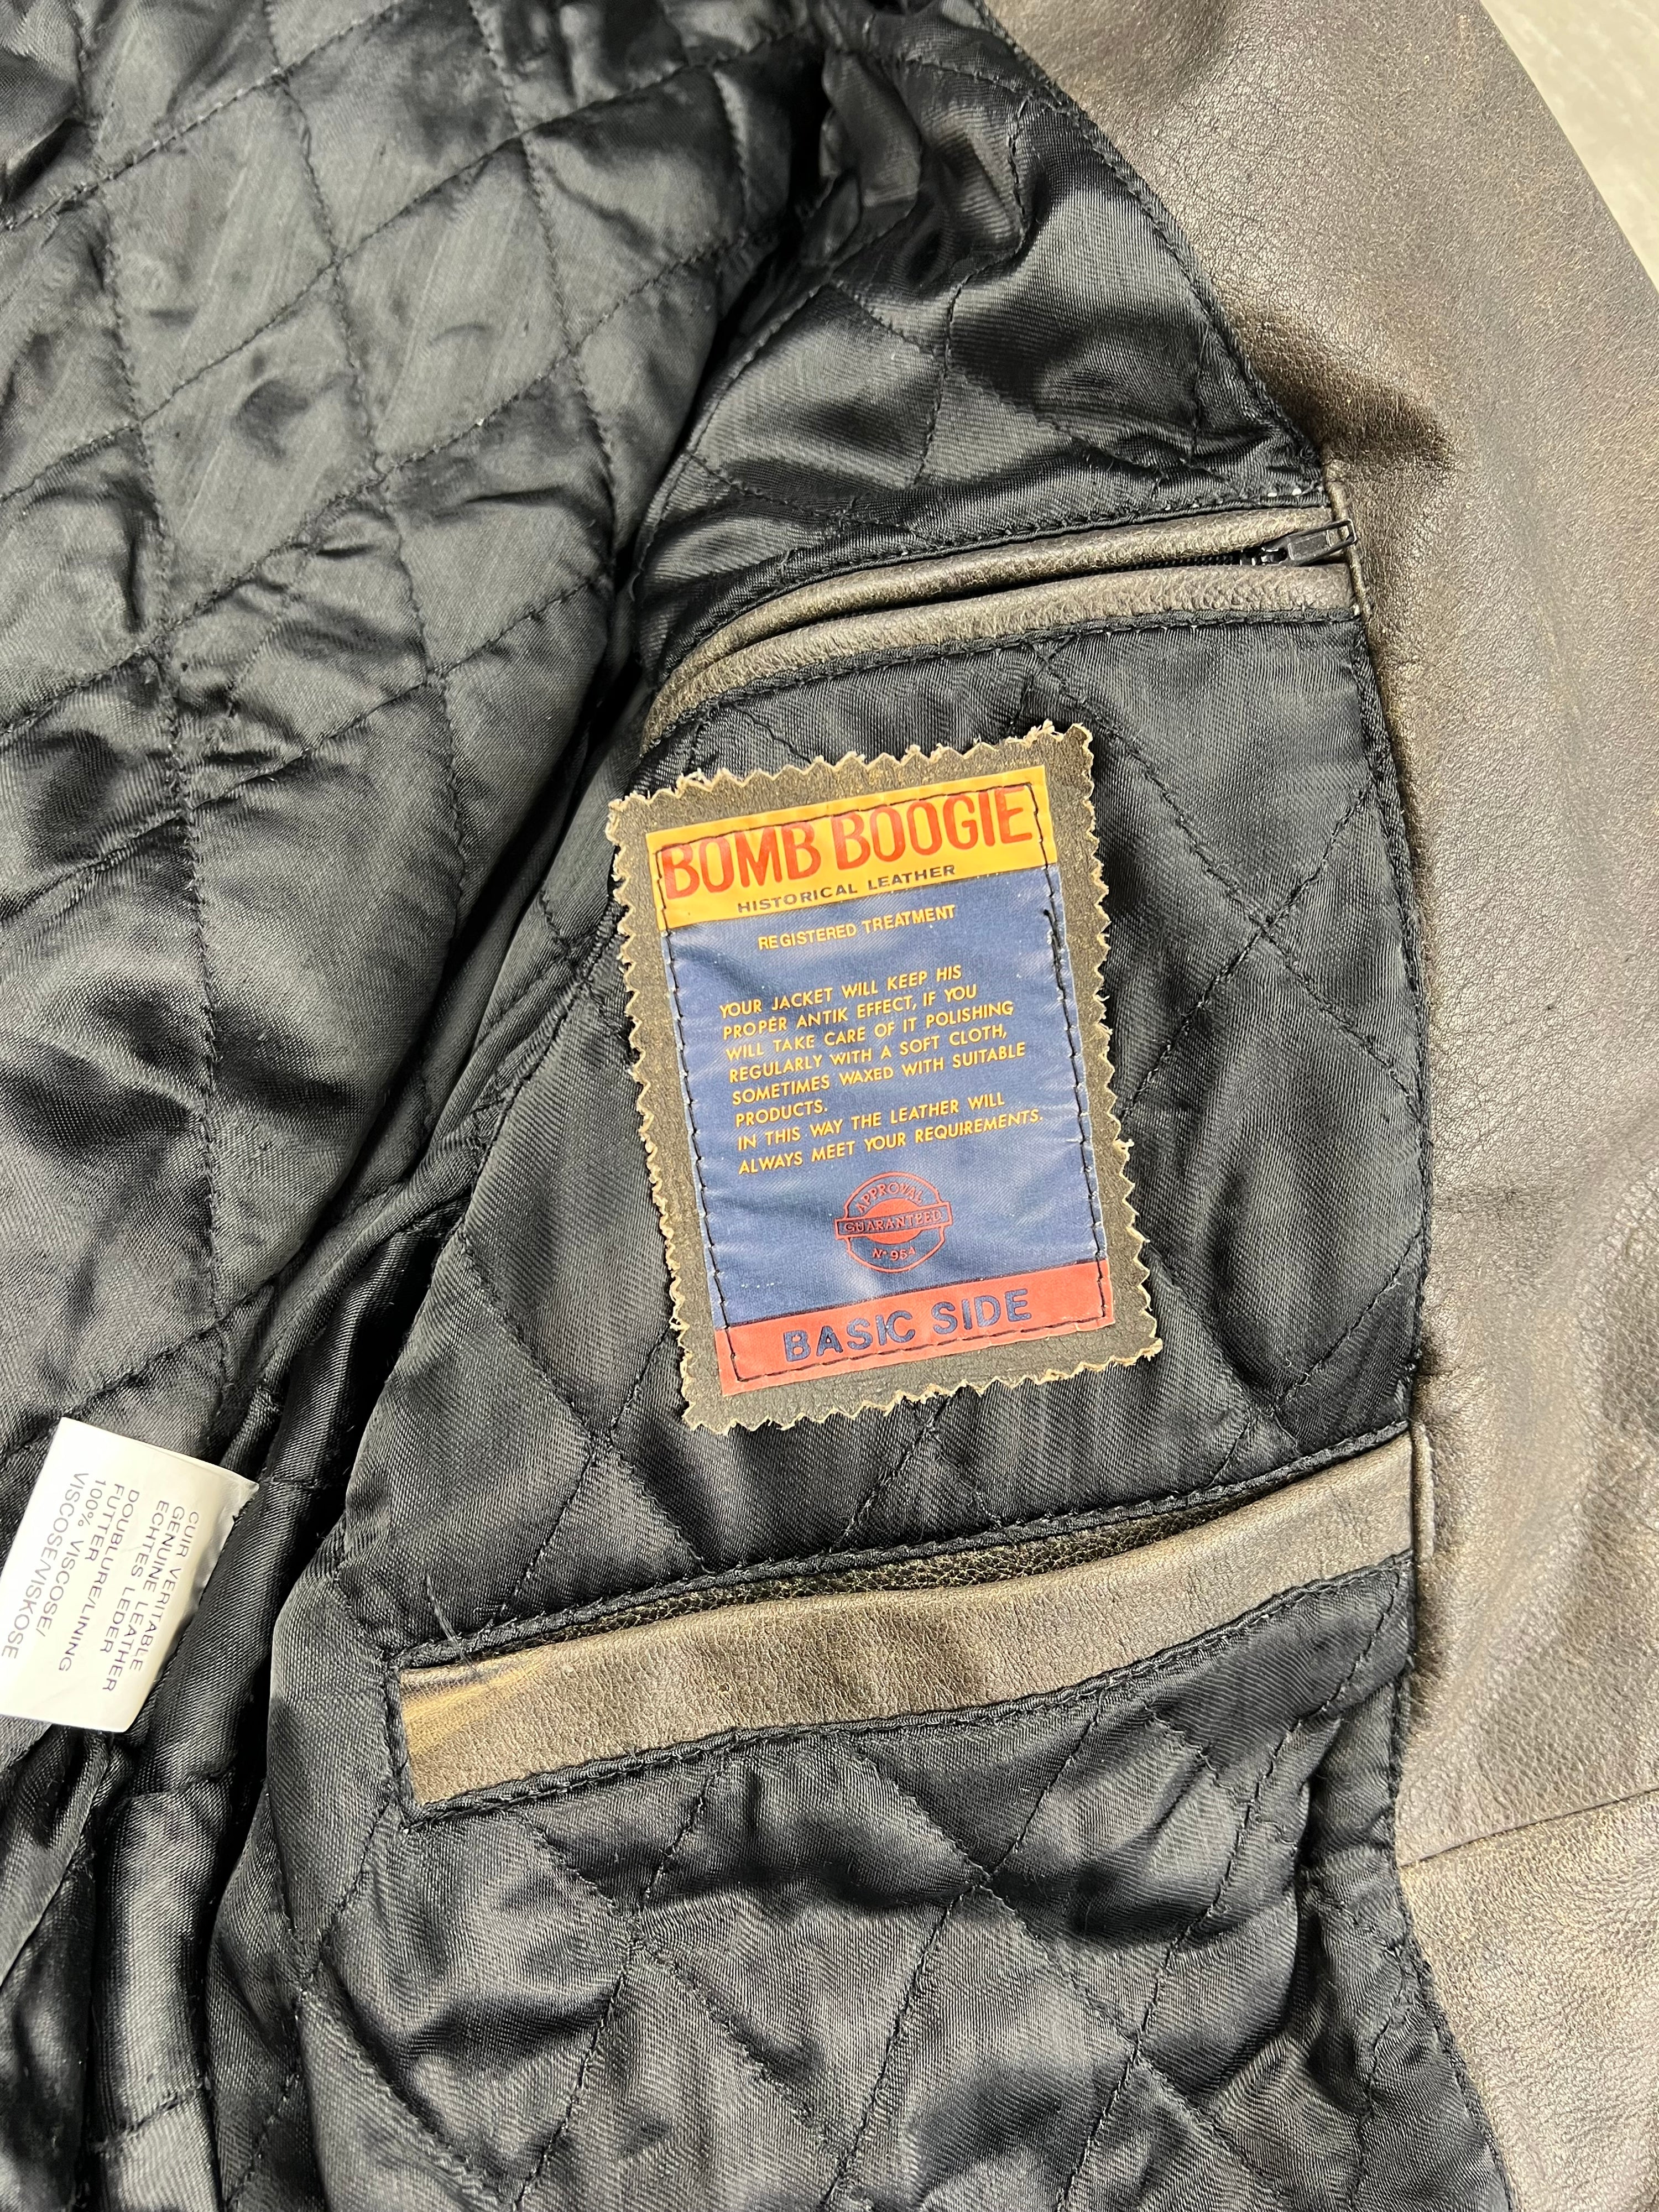 BOMB BOOGIE
HISTORICAL LEATHER
REGISTERED TREATMENT
YOUR JACKET WILL KEEP HIS
PROPER ANTIK EFFECT, IF YOU
WILL TAKE CARE OF IT POLISHING
REGULARLY WITH A SOFT CLOTH,
SOMETIMES WAXED WITH SUITABLE
PRODUCTS.
IN THIS WAY THE LEATHER WILL
ALWAYS MEET YOUR REQUIREMENTS.
APPROVAL
GUARANTEED
N• 954
BASIC SIDE
CUIR VERITABLE
GENUINE LEATHER
ECHTES LEDER
DOUBLURE/LINING
FUTTER
100% VISCOSE/
VISCOSE/VISKOSE